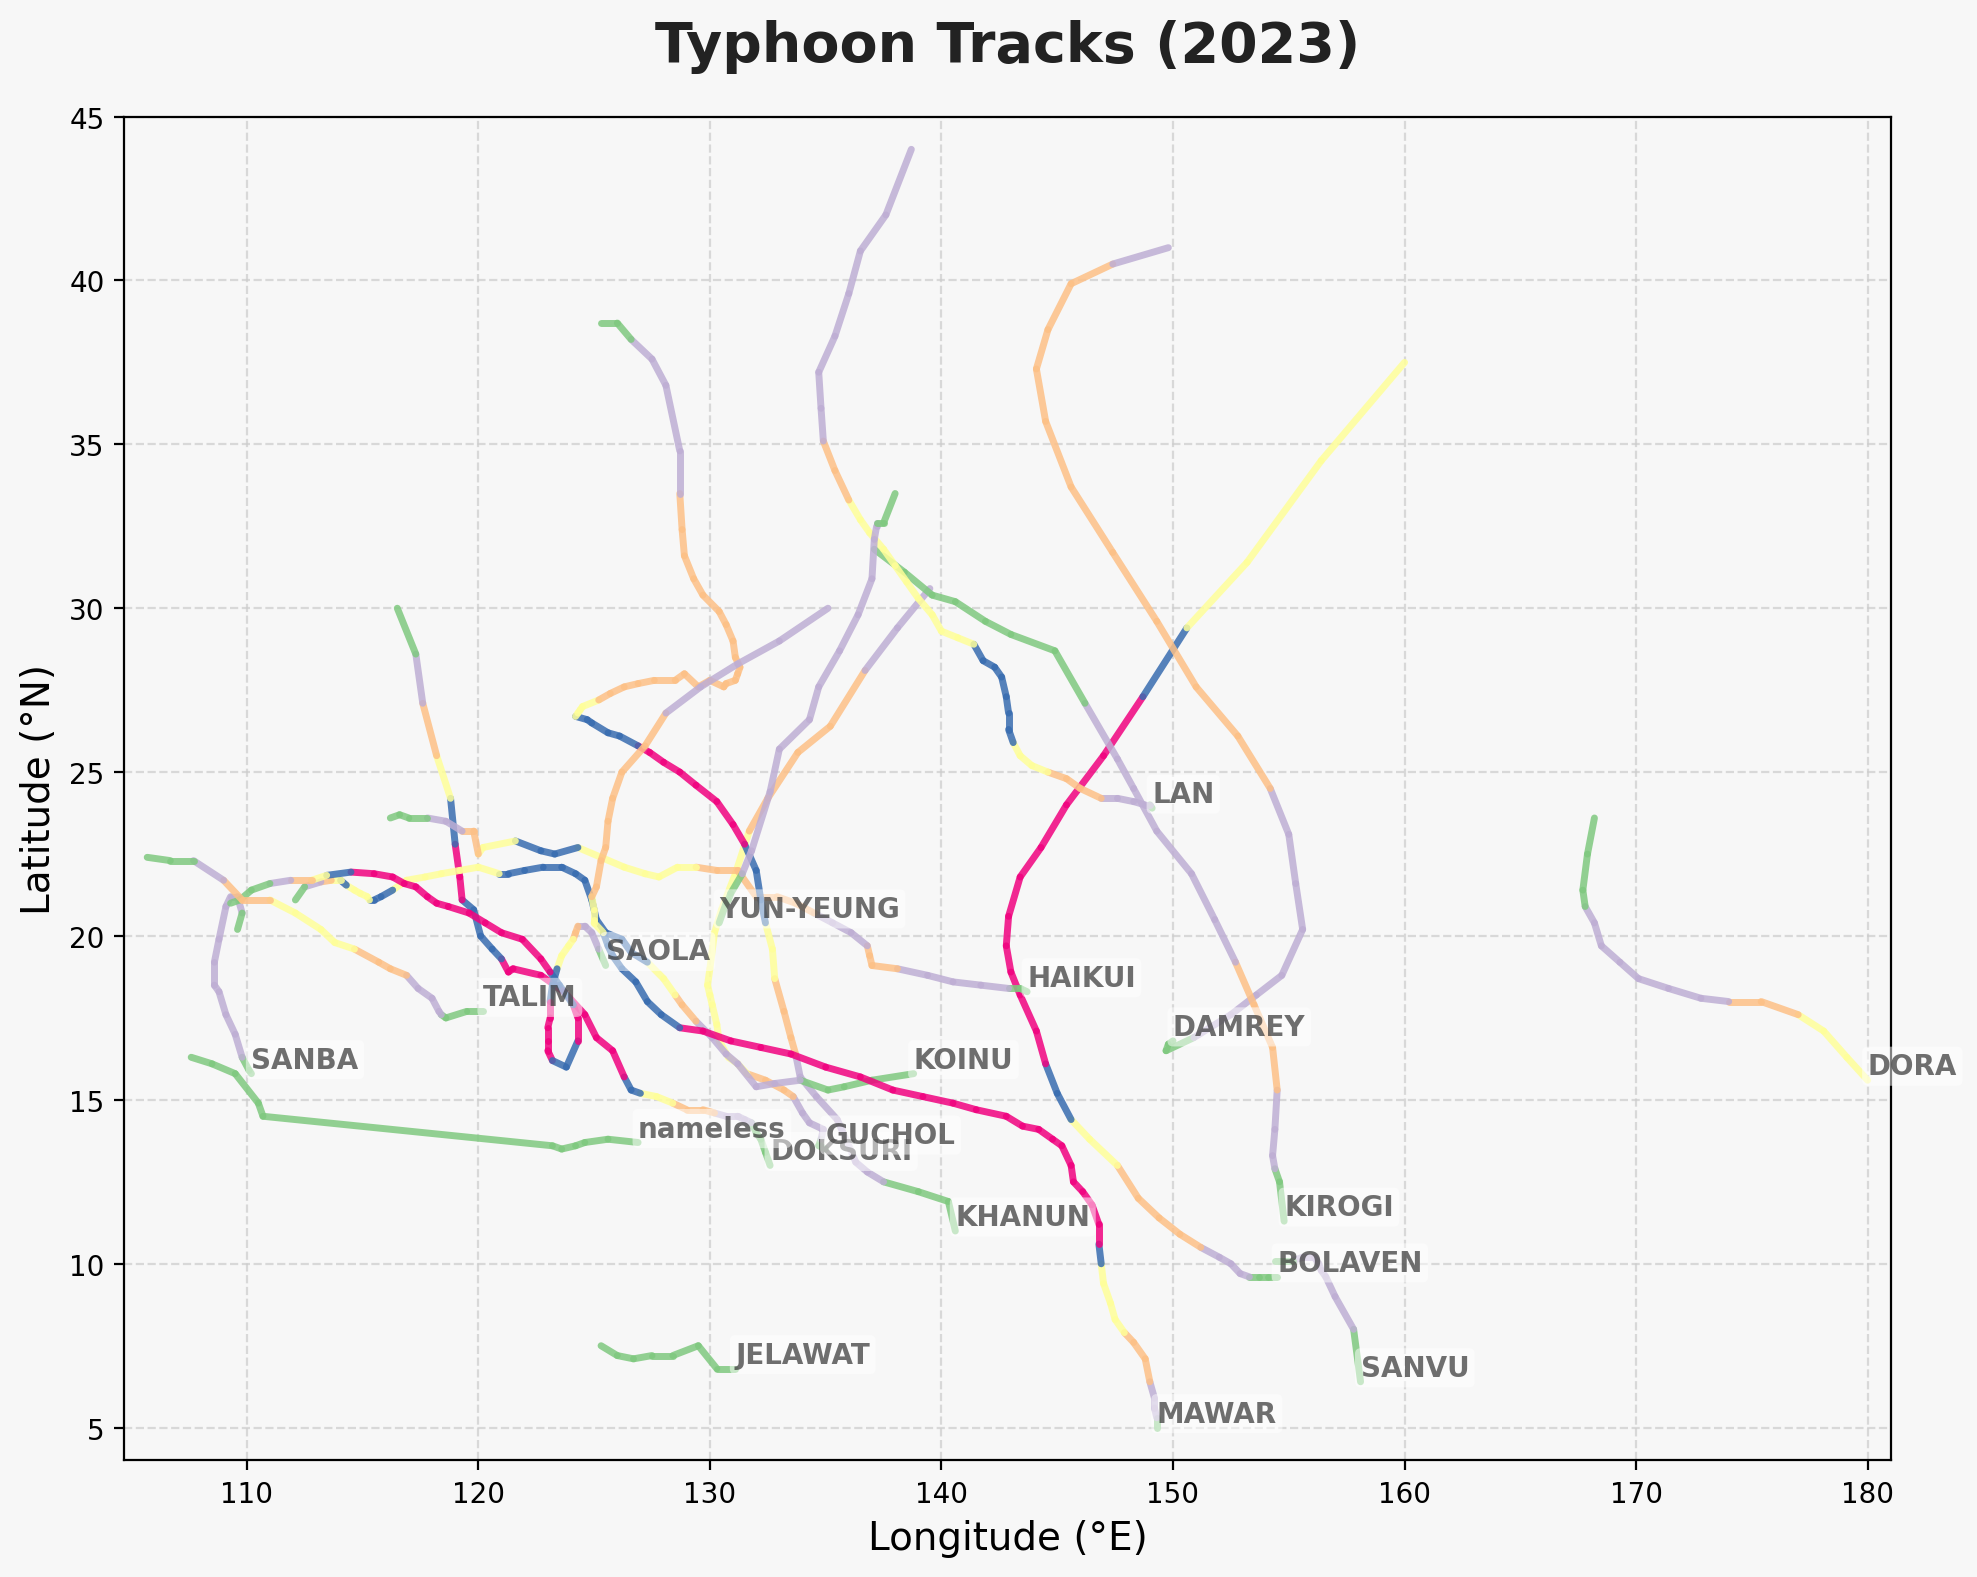 Typhoon Tracks (2023)
45
40
35
30
25
20
15
10
5
Latitude (°N)
LAN
YUN-YEUNG
SAOLA
HAIKUI
TALIM
DAMREY
SANBA
KOINU
DORA
nameless
GUCHOL
DOKSURI
KHANUN
KIROGI
BOLAVEN
JELAWAT
SANVU
MAWAR
110 120 130 140 150 160 170 180
Longitude (°E)